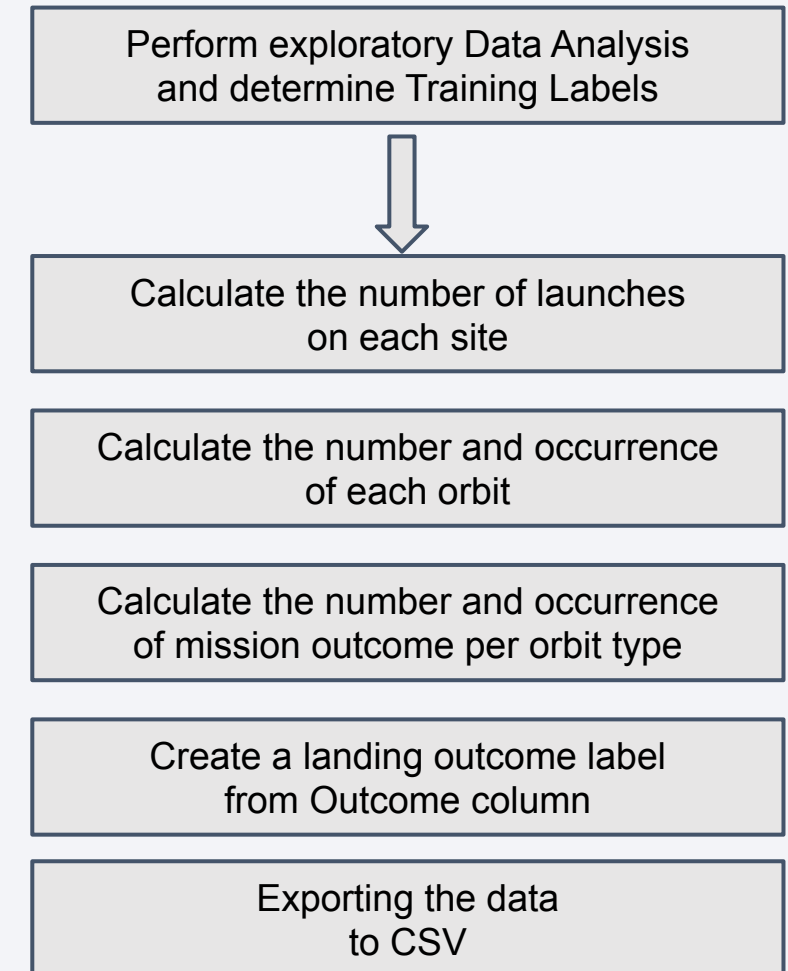 Perform exploratory Data Analysis
and determine Training Labels
Calculate the number of launches
on each site
Calculate the number and occurrence
of each orbit
Calculate the number and occurrence
of mission outcome per orbit type
Create a landing outcome label
from Outcome column
Exporting the data
to CSV